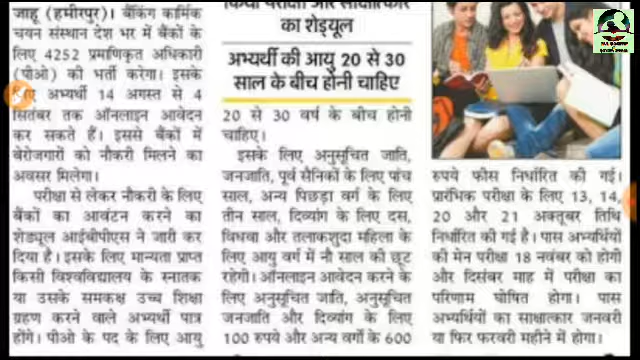 जाहू (हमीरपुर)। बैंकिंग कार्मिक
चयन संस्थान देश भर में बैंकों के
लिए 4252 प्रमाणिकृत अधिकारी
(पीओ) की भर्ती करेगा। इसके
लिए अभ्यर्थी 14 अगस्त से 4
सितंबर तक ऑनलाइन आवेदन
कर सकते हैं। इससे बैंकों में
बेरोजगारों को नौकरी मिलने का
अवसर मिलेगा।
परीक्षा से लेकर नौकरी के लिए
बैंकों का आवंटन करने का
शेड्यूल आईबीपीएस ने जारी कर
दिया है। इसके लिए मान्यता प्राप्त
किसी विश्वविद्यालय के स्नातक
या उसके समकक्ष उच्च शिक्षा
ग्रहण करने वाले अभ्यर्थी पात्र
होंगे। पीओ के पद के लिए आयु
किया परीक्षा और साक्षात्कार
का शेड्यूल
अभ्यर्थी की आयु 20 से 30
साल के बीच होनी चाहिए
20 से 30 वर्ष के बीच होनी
चाहिए।
इसके लिए अनुसूचित जाति,
जनजाति, पूर्व सैनिकों के लिए पांच
साल, अन्य पिछड़ा वर्ग के लिए
तीन साल, दिव्यांग के लिए दस,
विधवा और तलाकशुदा महिला के
लिए आयु वर्ग में नौ साल की छूट
रहेगी। ऑनलाइन आवेदन करने के
लिए अनुसूचित जाति, अनुसूचित
जनजाति और दिव्यांग के लिए
100 रुपये और अन्य वर्गों के 600
रुपये फीस निर्धारित की गई।
प्रारंभिक परीक्षा के लिए 13, 14,
20 और 21 अक्तूबर तिथि
निर्धारित की गई है। पास अभ्यर्थियों
की मेन परीक्षा 18 नवंबर को होगी
और दिसंबर माह में परीक्षा का
परिणाम घोषित होगा। पास
अभ्यर्थियों का साक्षात्कार जनवरी
या फिर फरवरी महीने में होगा।